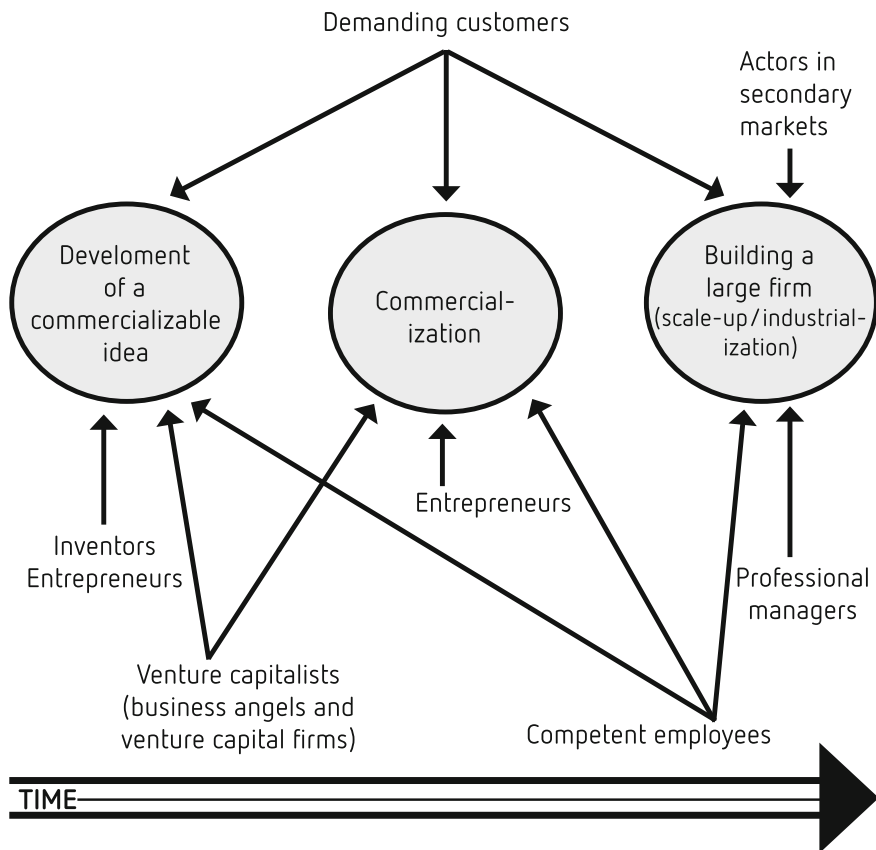 Demanding customers
Actors in
secondary
markets
Develoment
of a
commercializable
idea
Commercial-
ization
Building a
large firm
(scale-up/industrial-
ization)
Inventors
Entrepreneurs
Entrepreneurs
Professional
managers
Venture capitalists
(business angels and
venture capital firms)
Competent employees
TIME